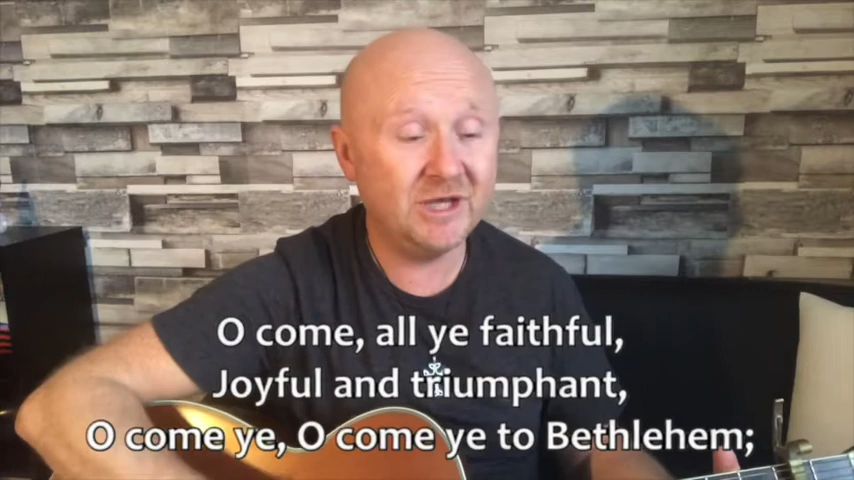 O come, all ye faithful,
Joyful and triumphant,
O come ye, O come ye to Bethlehem;